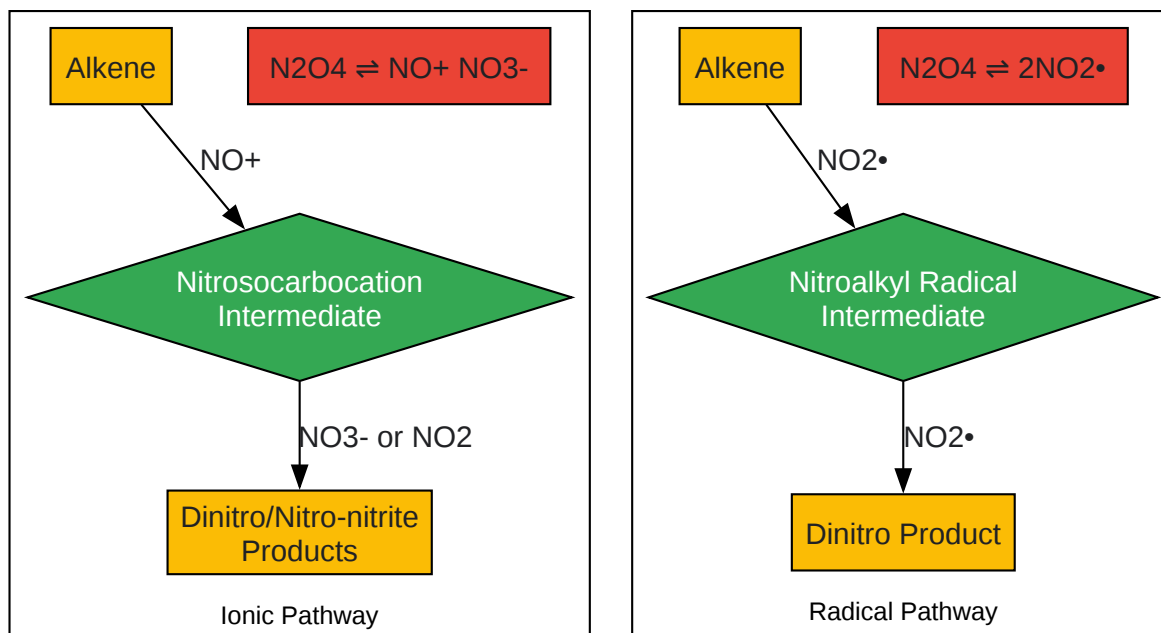 Alkene
N2O4 ⇌ NO+ NO3-
NO+
Nitrosocarbocation
Intermediate
NO3- or NO2
Dinitro/Nitro-nitrite
Products
Ionic Pathway
Alkene
N2O4 ⇌ 2NO2•
NO2•
Nitroalkyl Radical
Intermediate
NO2•
Dinitro Product
Radical Pathway